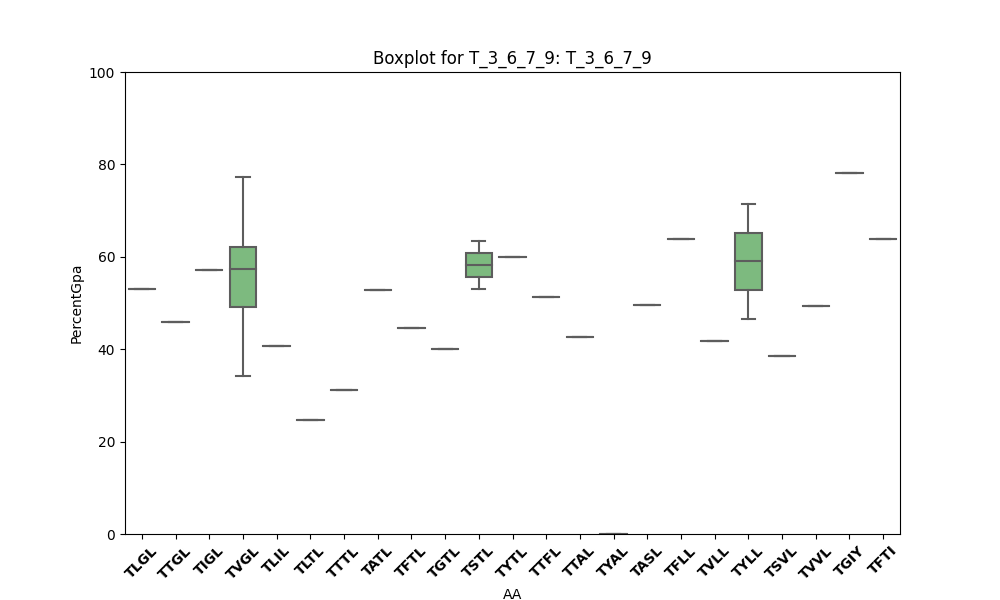 Boxplot for T_3_6_7_9: T_3_6_7_9
100
80
60
40
20
0
PercentGpa
TLGL TTGL TIGL TVGL TLIL TLTL TTTL TATL TFTL TGTL TSTL TYTL TTFL TTAL TYAL TASL TFLL TVLL TYLL TSVL TVVL TGIY TFTI
AA